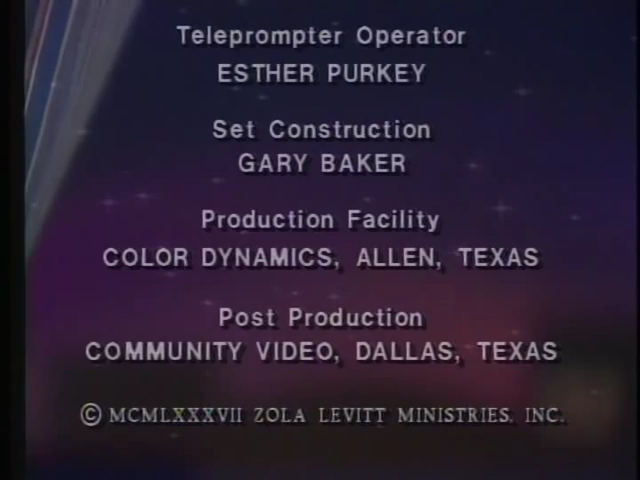 Teleprompter Operator
ESTHER PURKEY
Set Construction
GARY BAKER
Production Facility
COLOR DYNAMICS, ALLEN, TEXAS
Post Production
COMMUNITY VIDEO, DALLAS, TEXAS
© MCMLXXXVII ZOLA LEVITT MINISTRIES, INC.